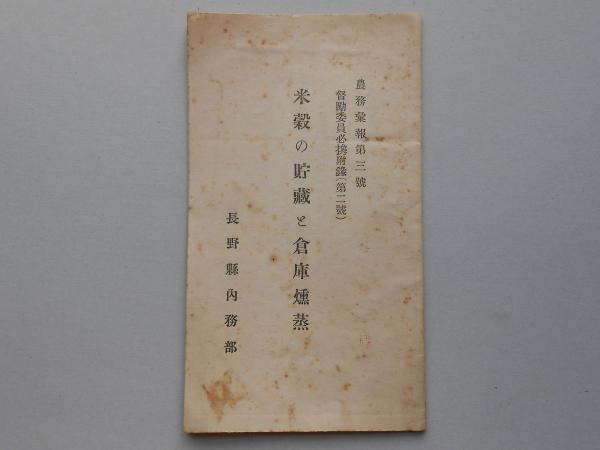 農務彙報第三號
督勵委員必携附錄(第二號)
米穀の貯藏と倉庫燻蒸
長野縣內務部